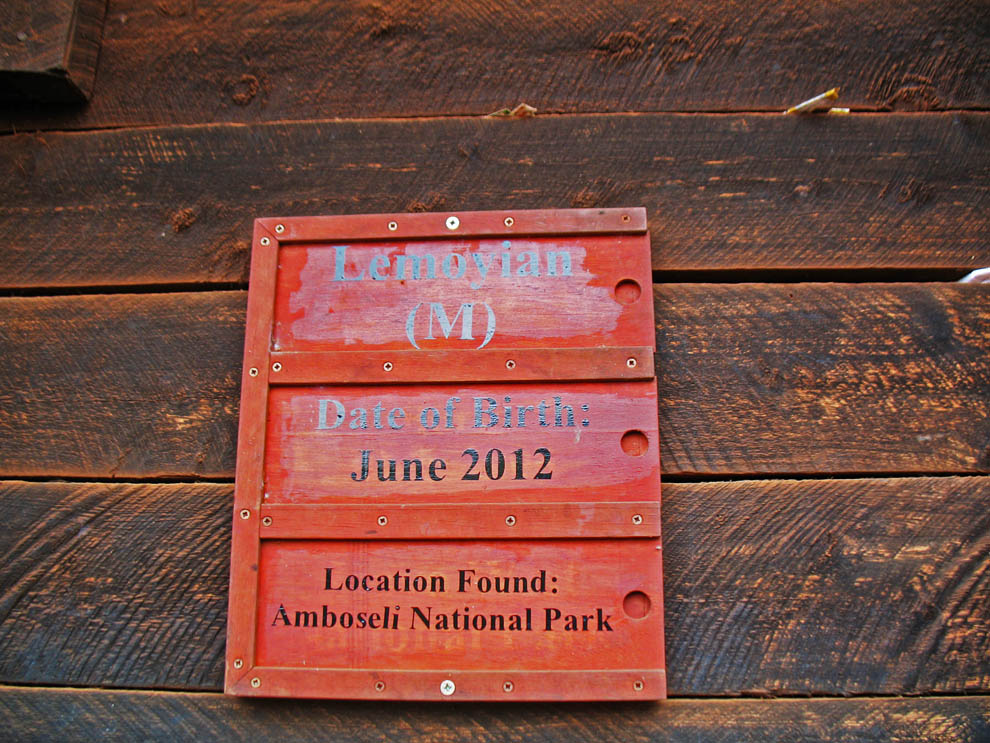 Lemoyian
(M)
Date of Birth:
June 2012
Location Found:
Amboseli National Park